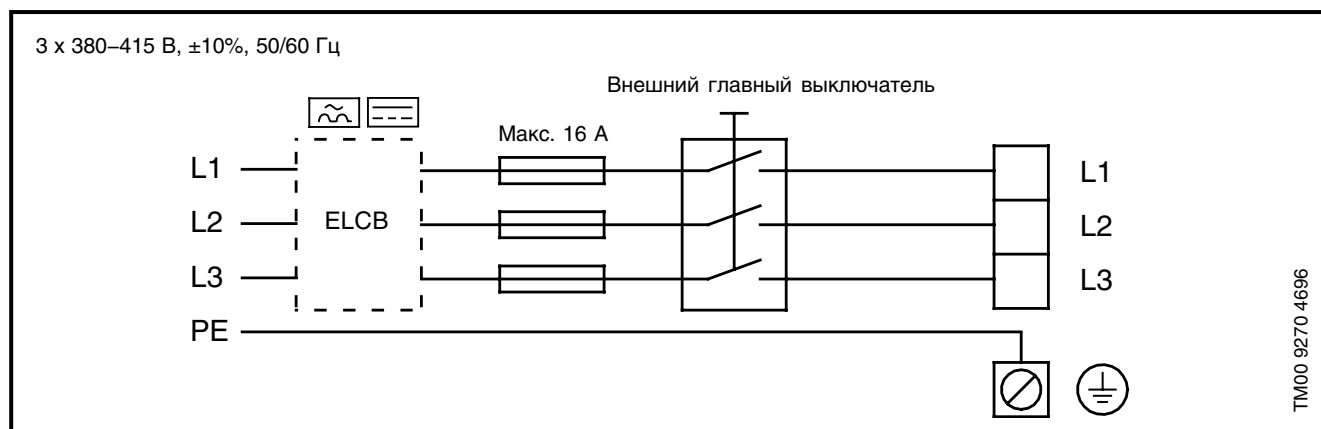 3 x 380–415 В, ±10%, 50/60 Гц
Внешний главный выключатель
Макс. 16 А
L1
L1
L2
ELCB
L2
L3
L3
PE
TM00 9270 4696